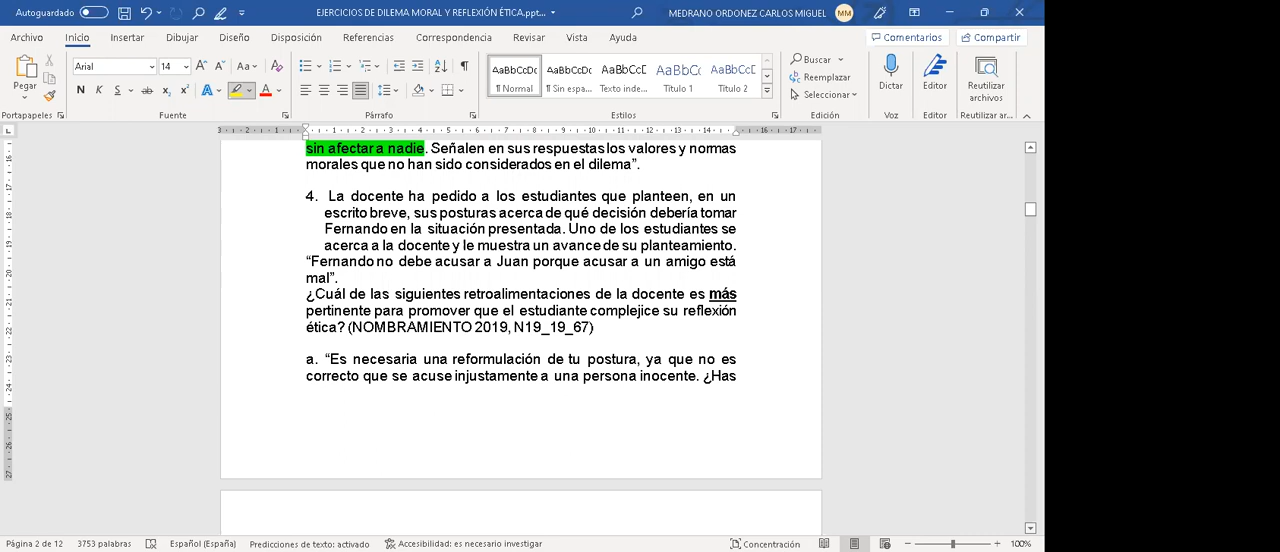 Autoguardado
EJERCICIOS DE DILEMA MORAL Y REFLEXIÓN ÉTICA.ppt...
MEDRANO ORDONEZ CARLOS MIGUEL
MM
Archivo Inicio Insertar Dibujar Diseño Disposición Referencias Correspondencia Revisar Vista Ayuda
Comentarios
Compartir
Pegar
Arial
14
Portapapeles
Fuente
Párrafo
AaBbCcDc
¶ Normal
AaBbCcDc
¶ Sin espa...
AaBbCcE
Texto inde...
AaBbC(
Título 1
AaBbCcE
Título 2
Estilos
Buscar
Reemplazar
Seleccionar
Edición
Dictar
Voz
Editor
Editor
Reutilizar archivos
Reutilizar ar...
sin afectar a nadie. Señalen en sus respuestas los valores y normas
morales que no han sido considerados en el dilema”.
4. La docente ha pedido a los estudiantes que planteen, en un
escrito breve, sus posturas acerca de qué decisión debería tomar
Fernando en la situación presentada. Uno de los estudiantes se
acerca a la docente y le muestra un avance de su planteamiento.
“Fernando no debe acusar a Juan porque acusar a un amigo está
mal”.
¿Cuál de las siguientes retroalimentaciones de la docente es más
pertinente para promover que el estudiante complejice su reflexión
ética? (NOMBRAMIENTO 2019, N19_19_67)
a. “Es necesaria una reformulación de tu postura, ya que no es
correcto que se acuse injustamente a una persona inocente. ¿Has
Página 2 de 12
3753 palabras
Español (España)
Predicciones de texto: activado
Accesibilidad: es necesario investigar
Concentración
100%